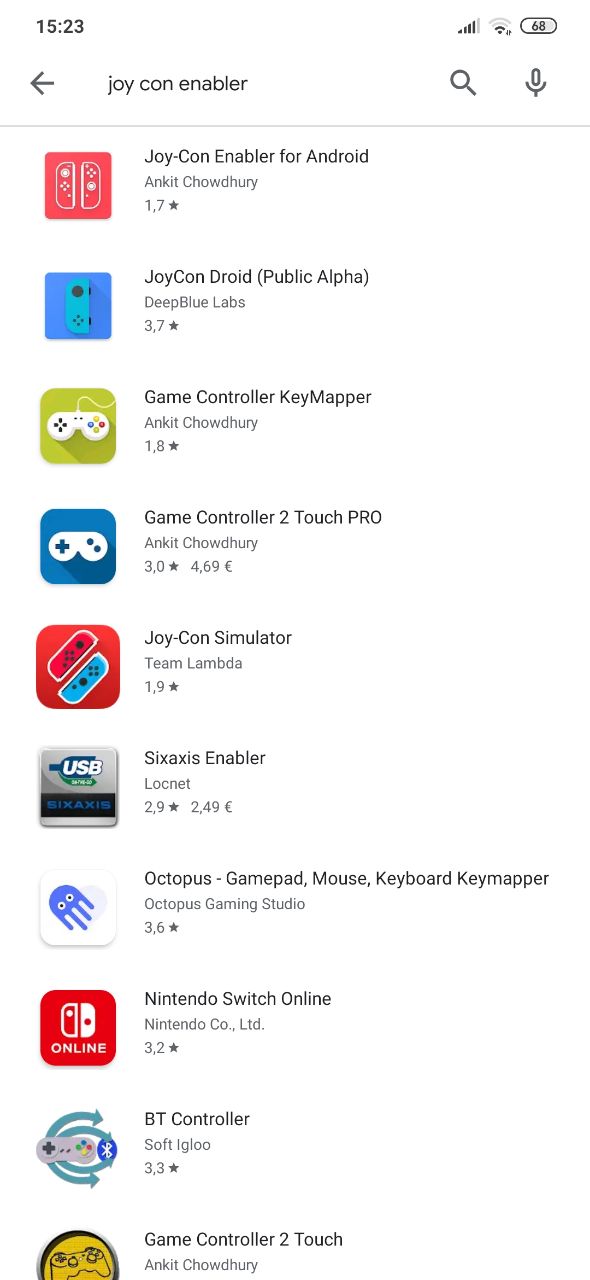 15:23
68
joy con enabler
Joy-Con Enabler for Android
Ankit Chowdhury
1,7 ★
JoyCon Droid (Public Alpha)
DeepBlue Labs
3,7 ★
Game Controller KeyMapper
Ankit Chowdhury
1,8 ★
Game Controller 2 Touch PRO
Ankit Chowdhury
3,0 ★ 4,69 €
Joy-Con Simulator
Team Lambda
1,9 ★
USB
ON-THE-GO
SIXAXIS
Sixaxis Enabler
Locnet
2,9 ★ 2,49 €
Octopus - Gamepad, Mouse, Keyboard Keymapper
Octopus Gaming Studio
3,6 ★
ONLINE
Nintendo Switch Online
Nintendo Co., Ltd.
3,2 ★
BT Controller
Soft Igloo
3,3 ★
Game Controller 2 Touch
Ankit Chowdhury